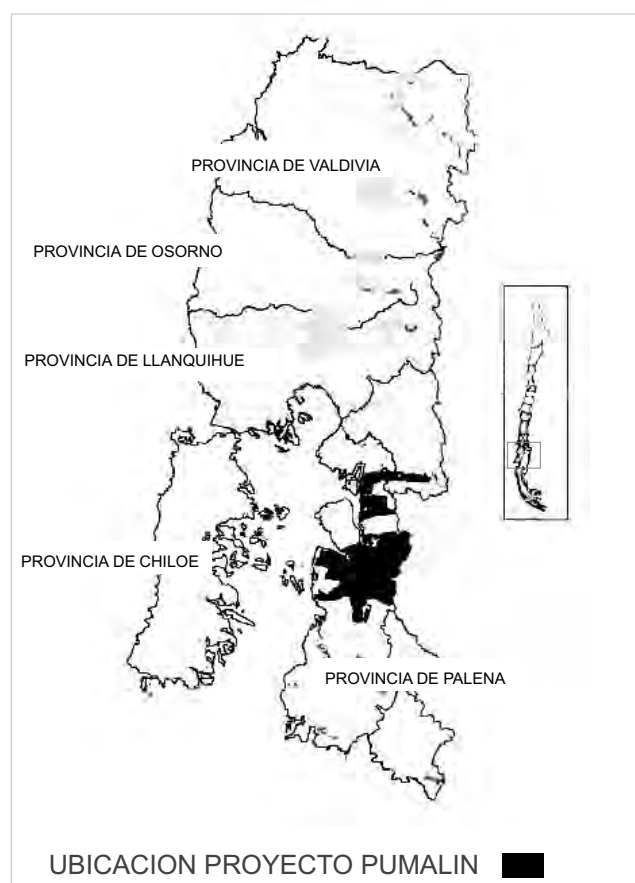 PROVINCIA DE VALDIVIA
PROVINCIA DE OSORNO
PROVINCIA DE LLANQUIHUE
PROVINCIA DE CHILOE
PROVINCIA DE PALENA
UBICACION PROYECTO PUMALIN